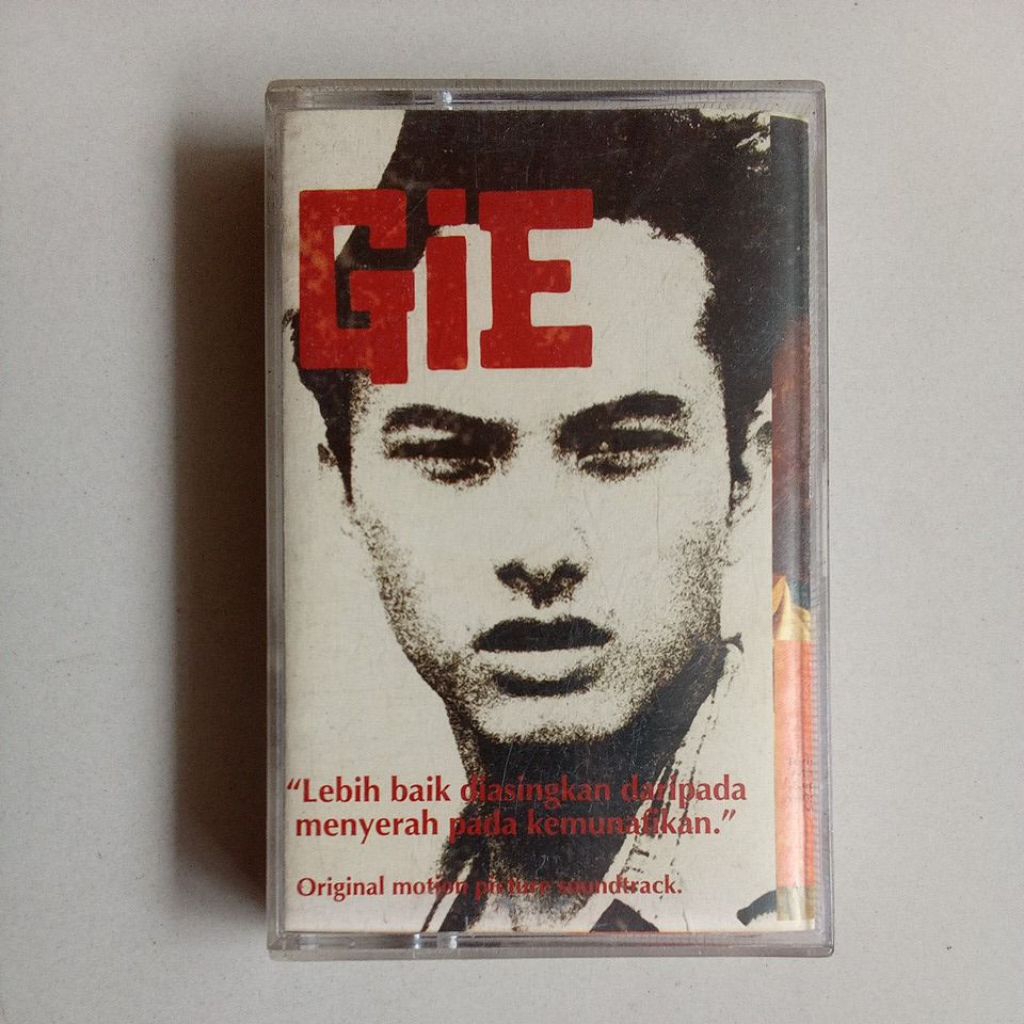 GiE
“Lebih baik diasingkan daripada
menyerah pada kemunafikan.”
Original motion picture soundtrack.